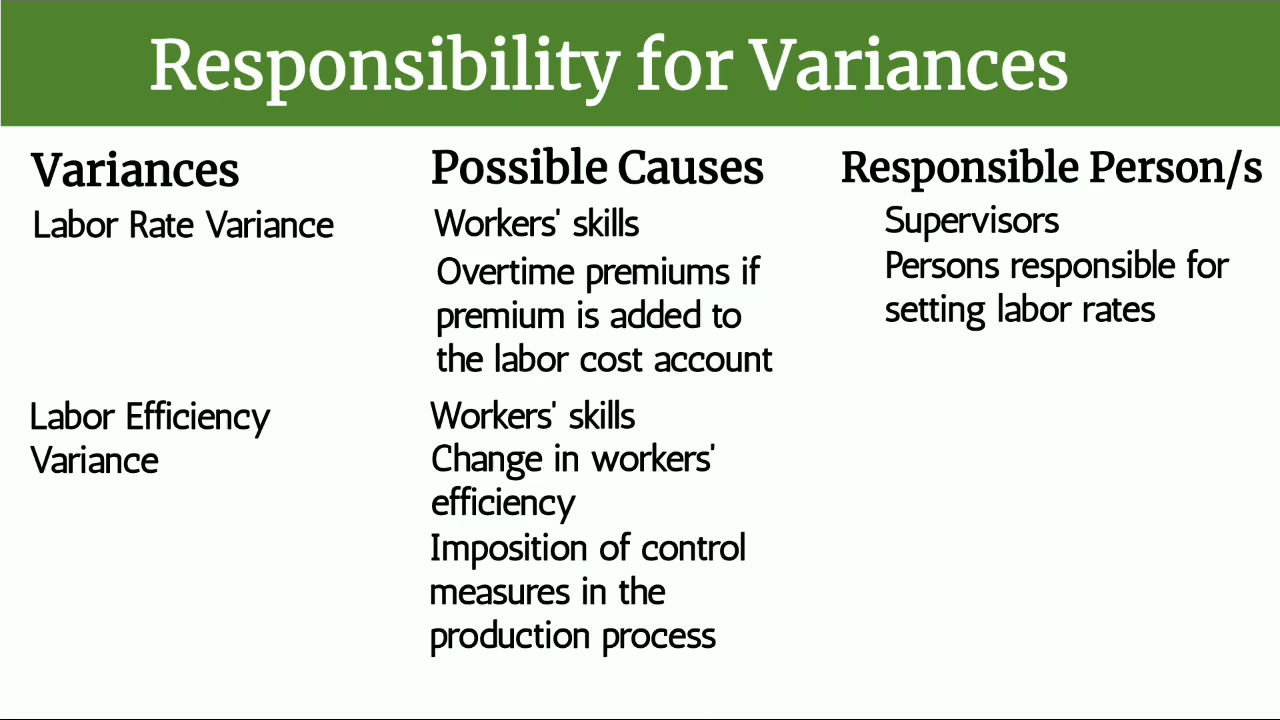 Responsibility for Variances
Variances
Possible Causes
Responsible Person/s
Labor Rate Variance
Workers' skills
Overtime premiums if
premium is added to
the labor cost account
Supervisors
Persons responsible for
setting labor rates
Labor Efficiency
Variance
Workers' skills
Change in workers'
efficiency
Imposition of control
measures in the
production process